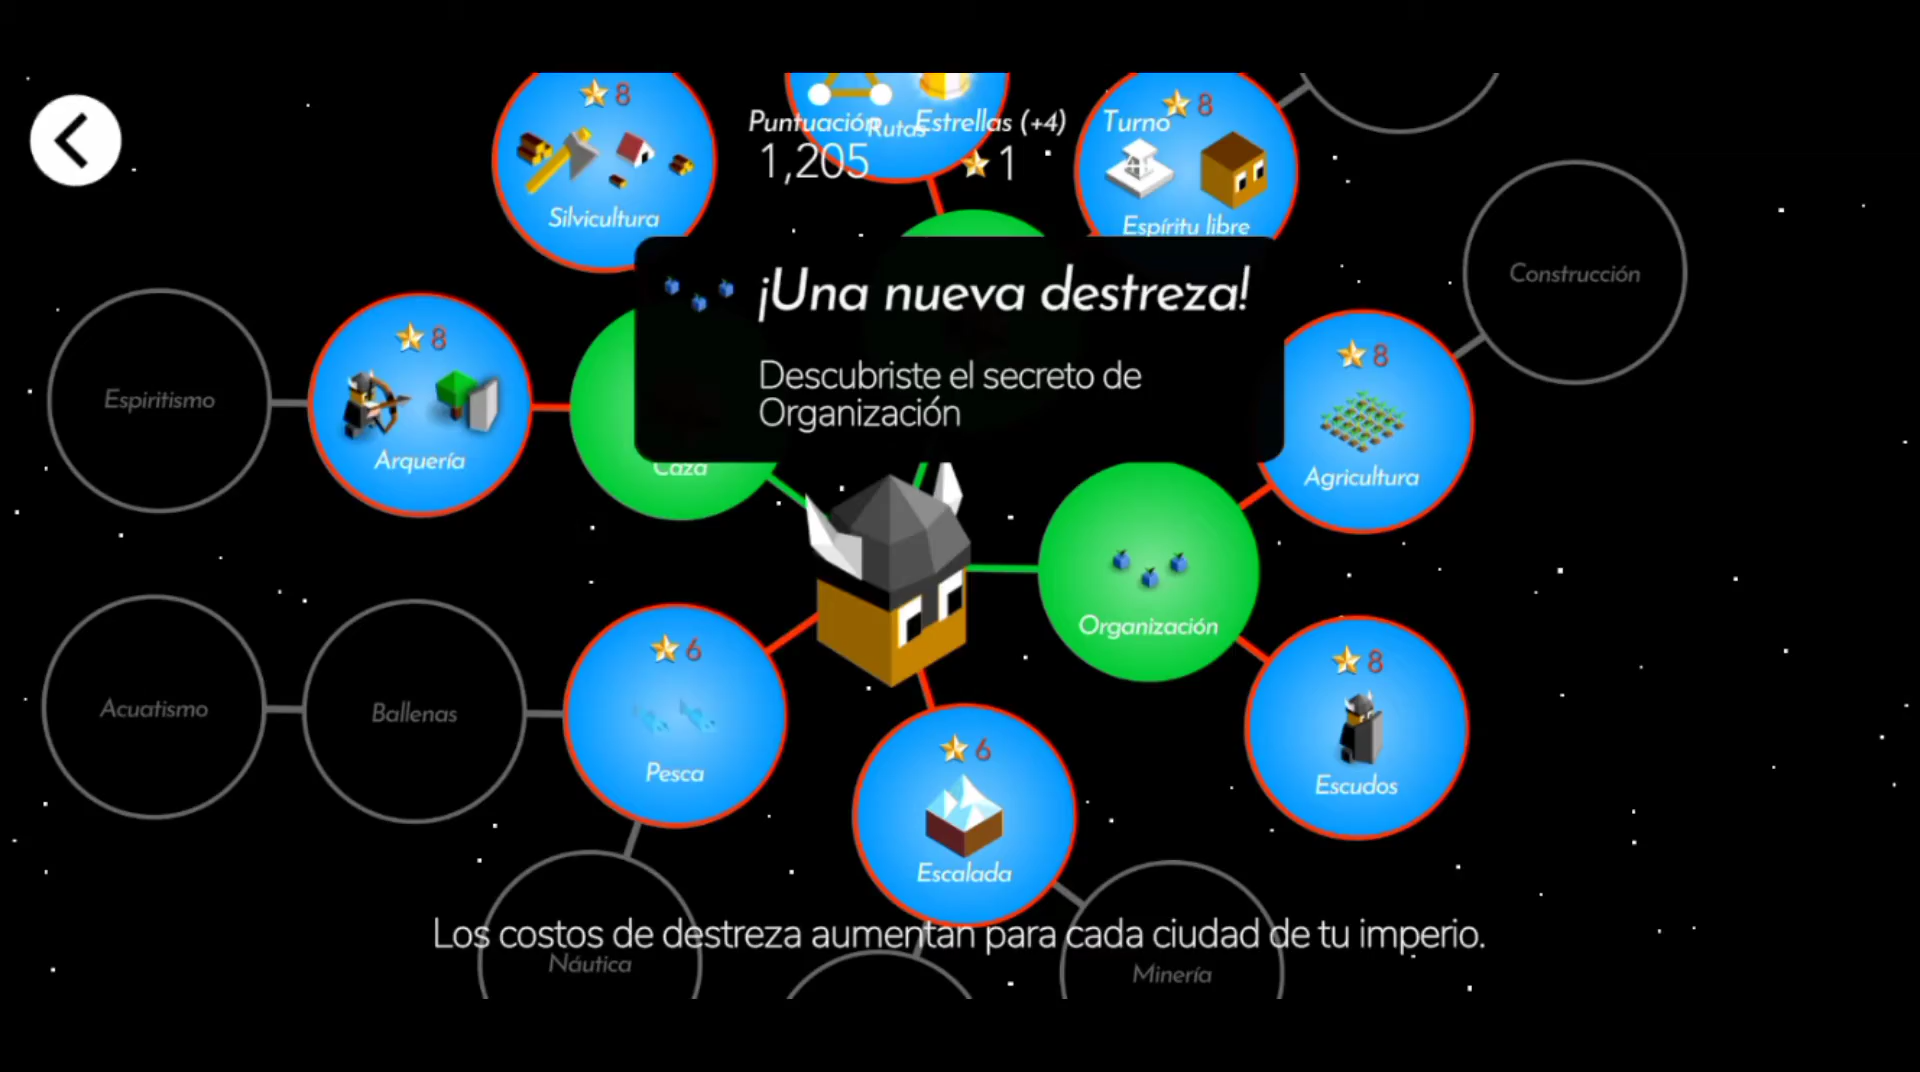 8
Rutas
8
Puntuación
Estrellas (+4)
Turno
1,205
1
Silvicultura
Espíritu libre
¡Una nueva destreza!
Descubriste el secreto de
Organización
Construcción
8
Arquería
Espiritismo
Caza
8
Agricultura
Organización
6
Pesca
Ballenas
Acuatismo
8
Escudos
6
Escalada
Los costos de destreza aumentan para cada ciudad de tu imperio.
Náutica
Minería